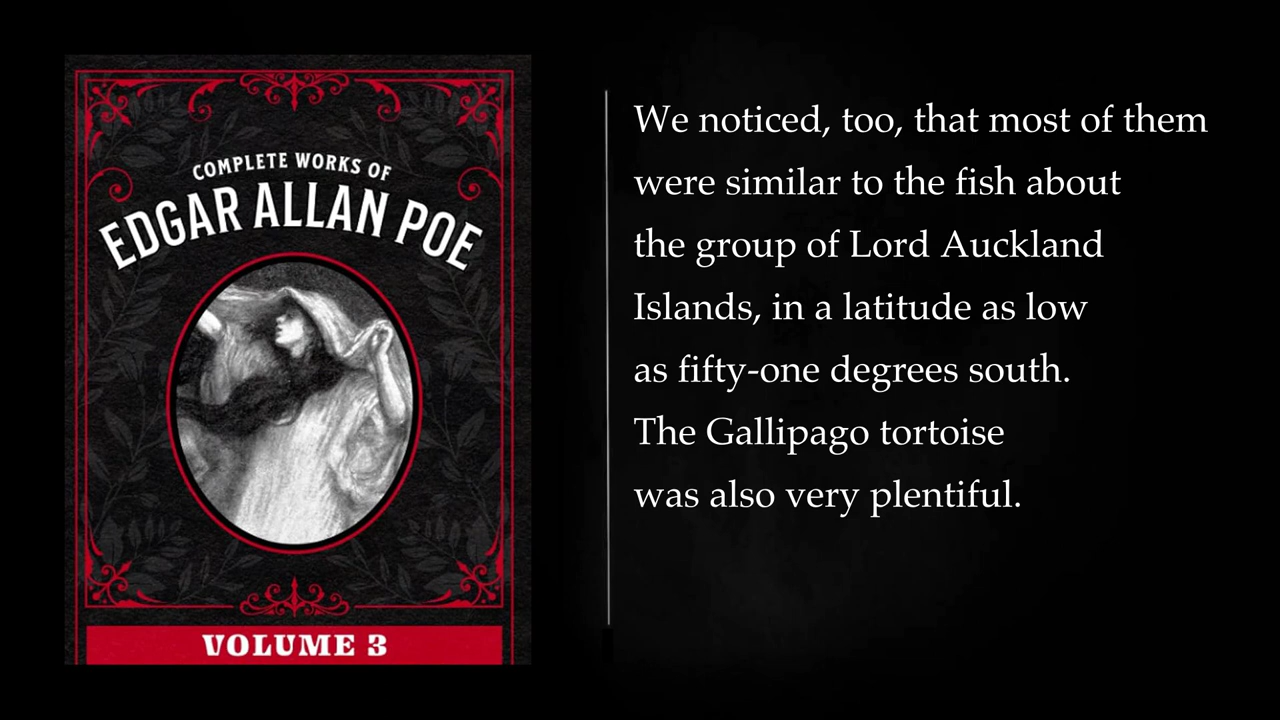 COMPLETE WORKS OF
EDGAR ALLAN POE
VOLUME 3
We noticed, too, that most of them
were similar to the fish about
the group of Lord Auckland
Islands, in a latitude as low
as fifty-one degrees south.
The Gallipago tortoise
was also very plentiful.